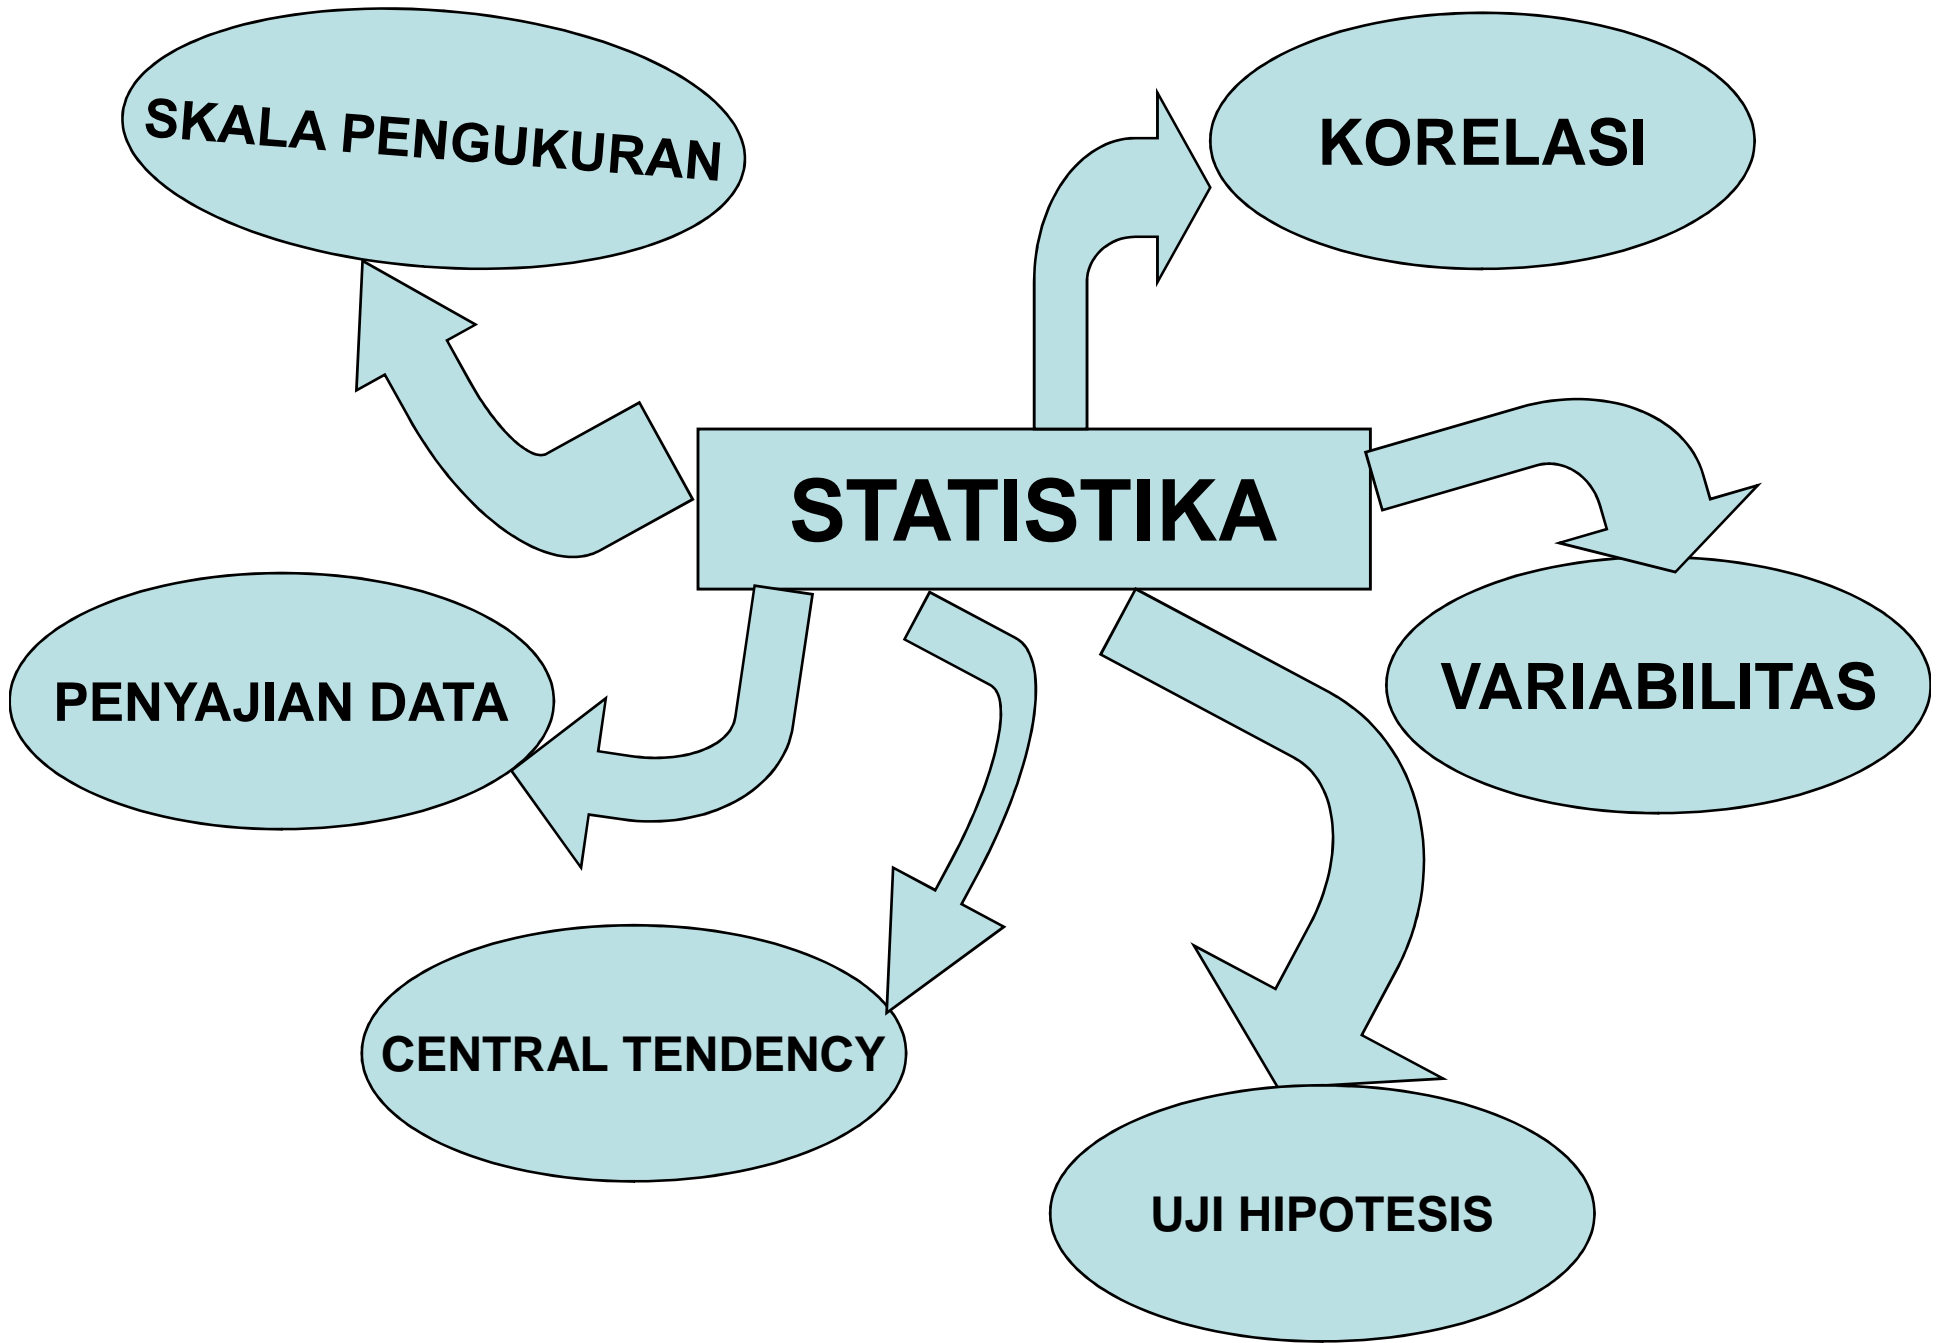 SKALA PENGUKURAN
KORELASI
STATISTIKA
PENYAJIAN DATA
VARIABILITAS
CENTRAL TENDENCY
UJI HIPOTESIS